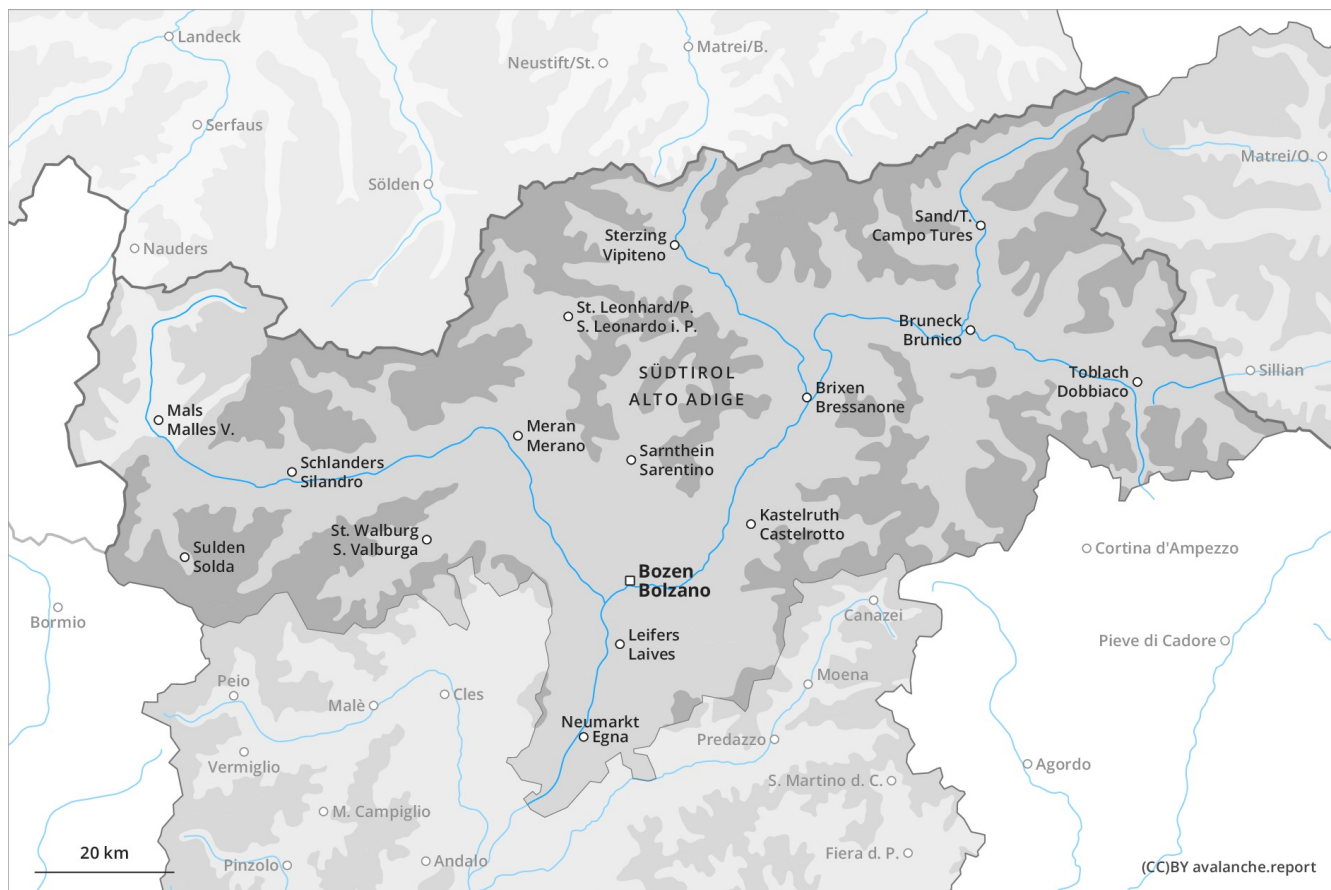 Landeck
Matrei/B.
Neustift/St.
Serfaus
Matrei/O.
Sölden
Sand/T.
Campo Tures
Sterzing
Vipiteno
Nauders
St. Leonhard/P.
S. Leonardo i. P.
Bruneck
Brunico
SÜDTIROL
ALTO ADIGE
Toblach
Dobbiaco
Sillian
Brixen
Bressanone
Mals
Malles V.
Meran
Merano
Sarnthein
Sarentino
Schlanders
Silandro
Kastelruth
Castelrotto
St. Walburg
S. Valburga
Sulden
Solda
Cortina d'Ampezzo
Bozen
Bolzano
Bormio
Canazei
Leifers
Laives
Pieve di Cadore
Peio
Moena
Malè
Cles
Neumarkt
Egna
Predazzo
Vermiglio
Agordo
S. Martino d. C.
M. Campiglio
20 km
Pinzolo
Andalo
Fiera d. P.
(CC)BY avalanche.report